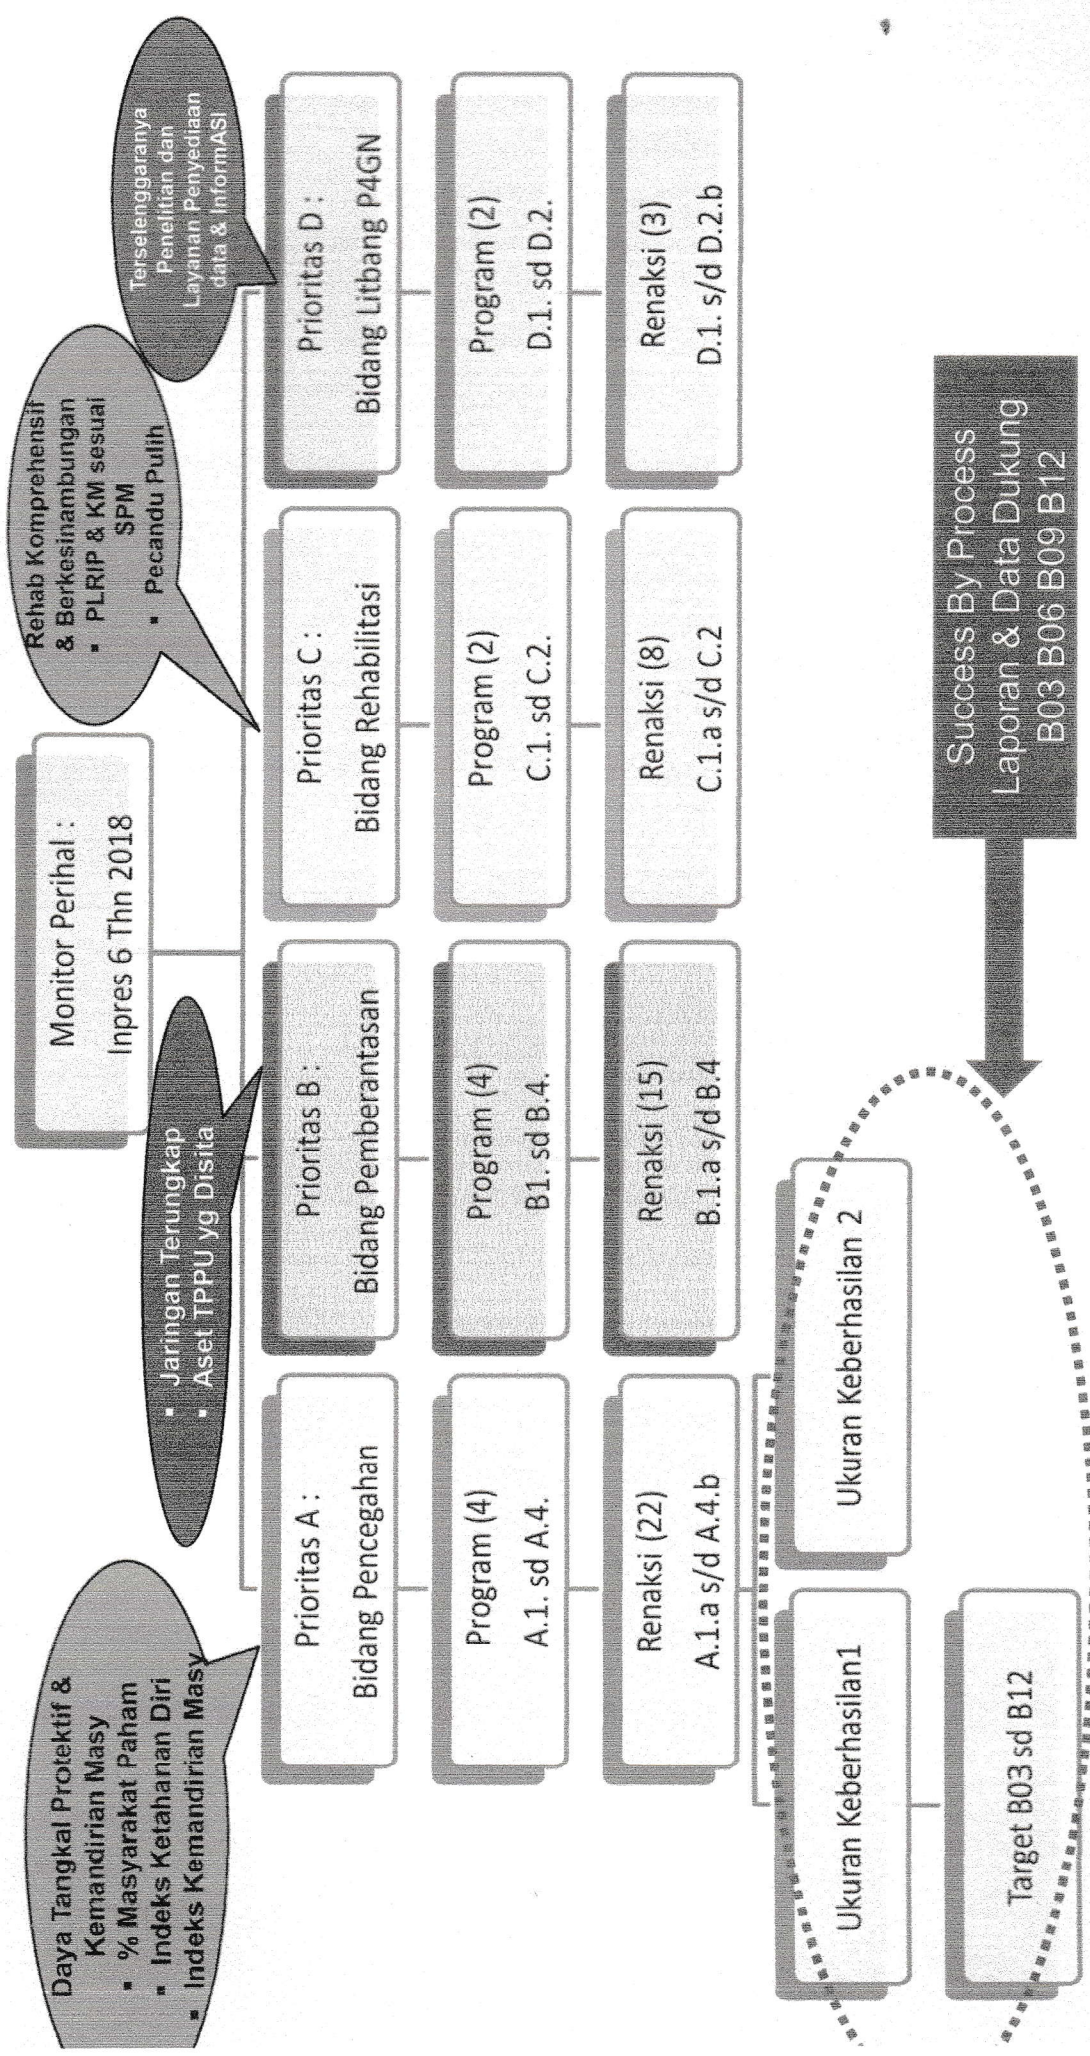 Monitor Perihal :
Inpres 6 Thn 2018
Daya Tangkal Protektif &
Kemandirian Masy
▪ % Masyarakat Paham
▪ Indeks Ketahanan Diri
▪ Indeks Kemandirian Masy
▪ Jaringan Terungkap
▪ Aset TPPU yg Disita
Rehab Komprehensif
& Berkesinambungan
▪ PLRIP & KM sesuai
SPM
▪ Pecandu Pulih
Terselenggaranya
Penelitian dan
Layanan Penyediaan
data & InformASI
Prioritas A :
Bidang Pencegahan
Prioritas B :
Bidang Pemberantasan
Prioritas C :
Bidang Rehabilitasi
Prioritas D :
Bidang Litbang P4GN
Program (4)
A.1. sd A.4.
Program (4)
B1. sd B.4.
Program (2)
C.1. sd C.2.
Program (2)
D.1. sd D.2.
Renaksi (22)
A.1.a s/d A.4.b
Renaksi (15)
B.1.a s/d B.4
Renaksi (8)
C.1.a s/d C.2
Renaksi (3)
D.1. s/d D.2.b
Ukuran Keberhasilan1
Ukuran Keberhasilan 2
Target B03 sd B12
Success By Process
Laporan & Data Dukung
B03 B06 B09 B12